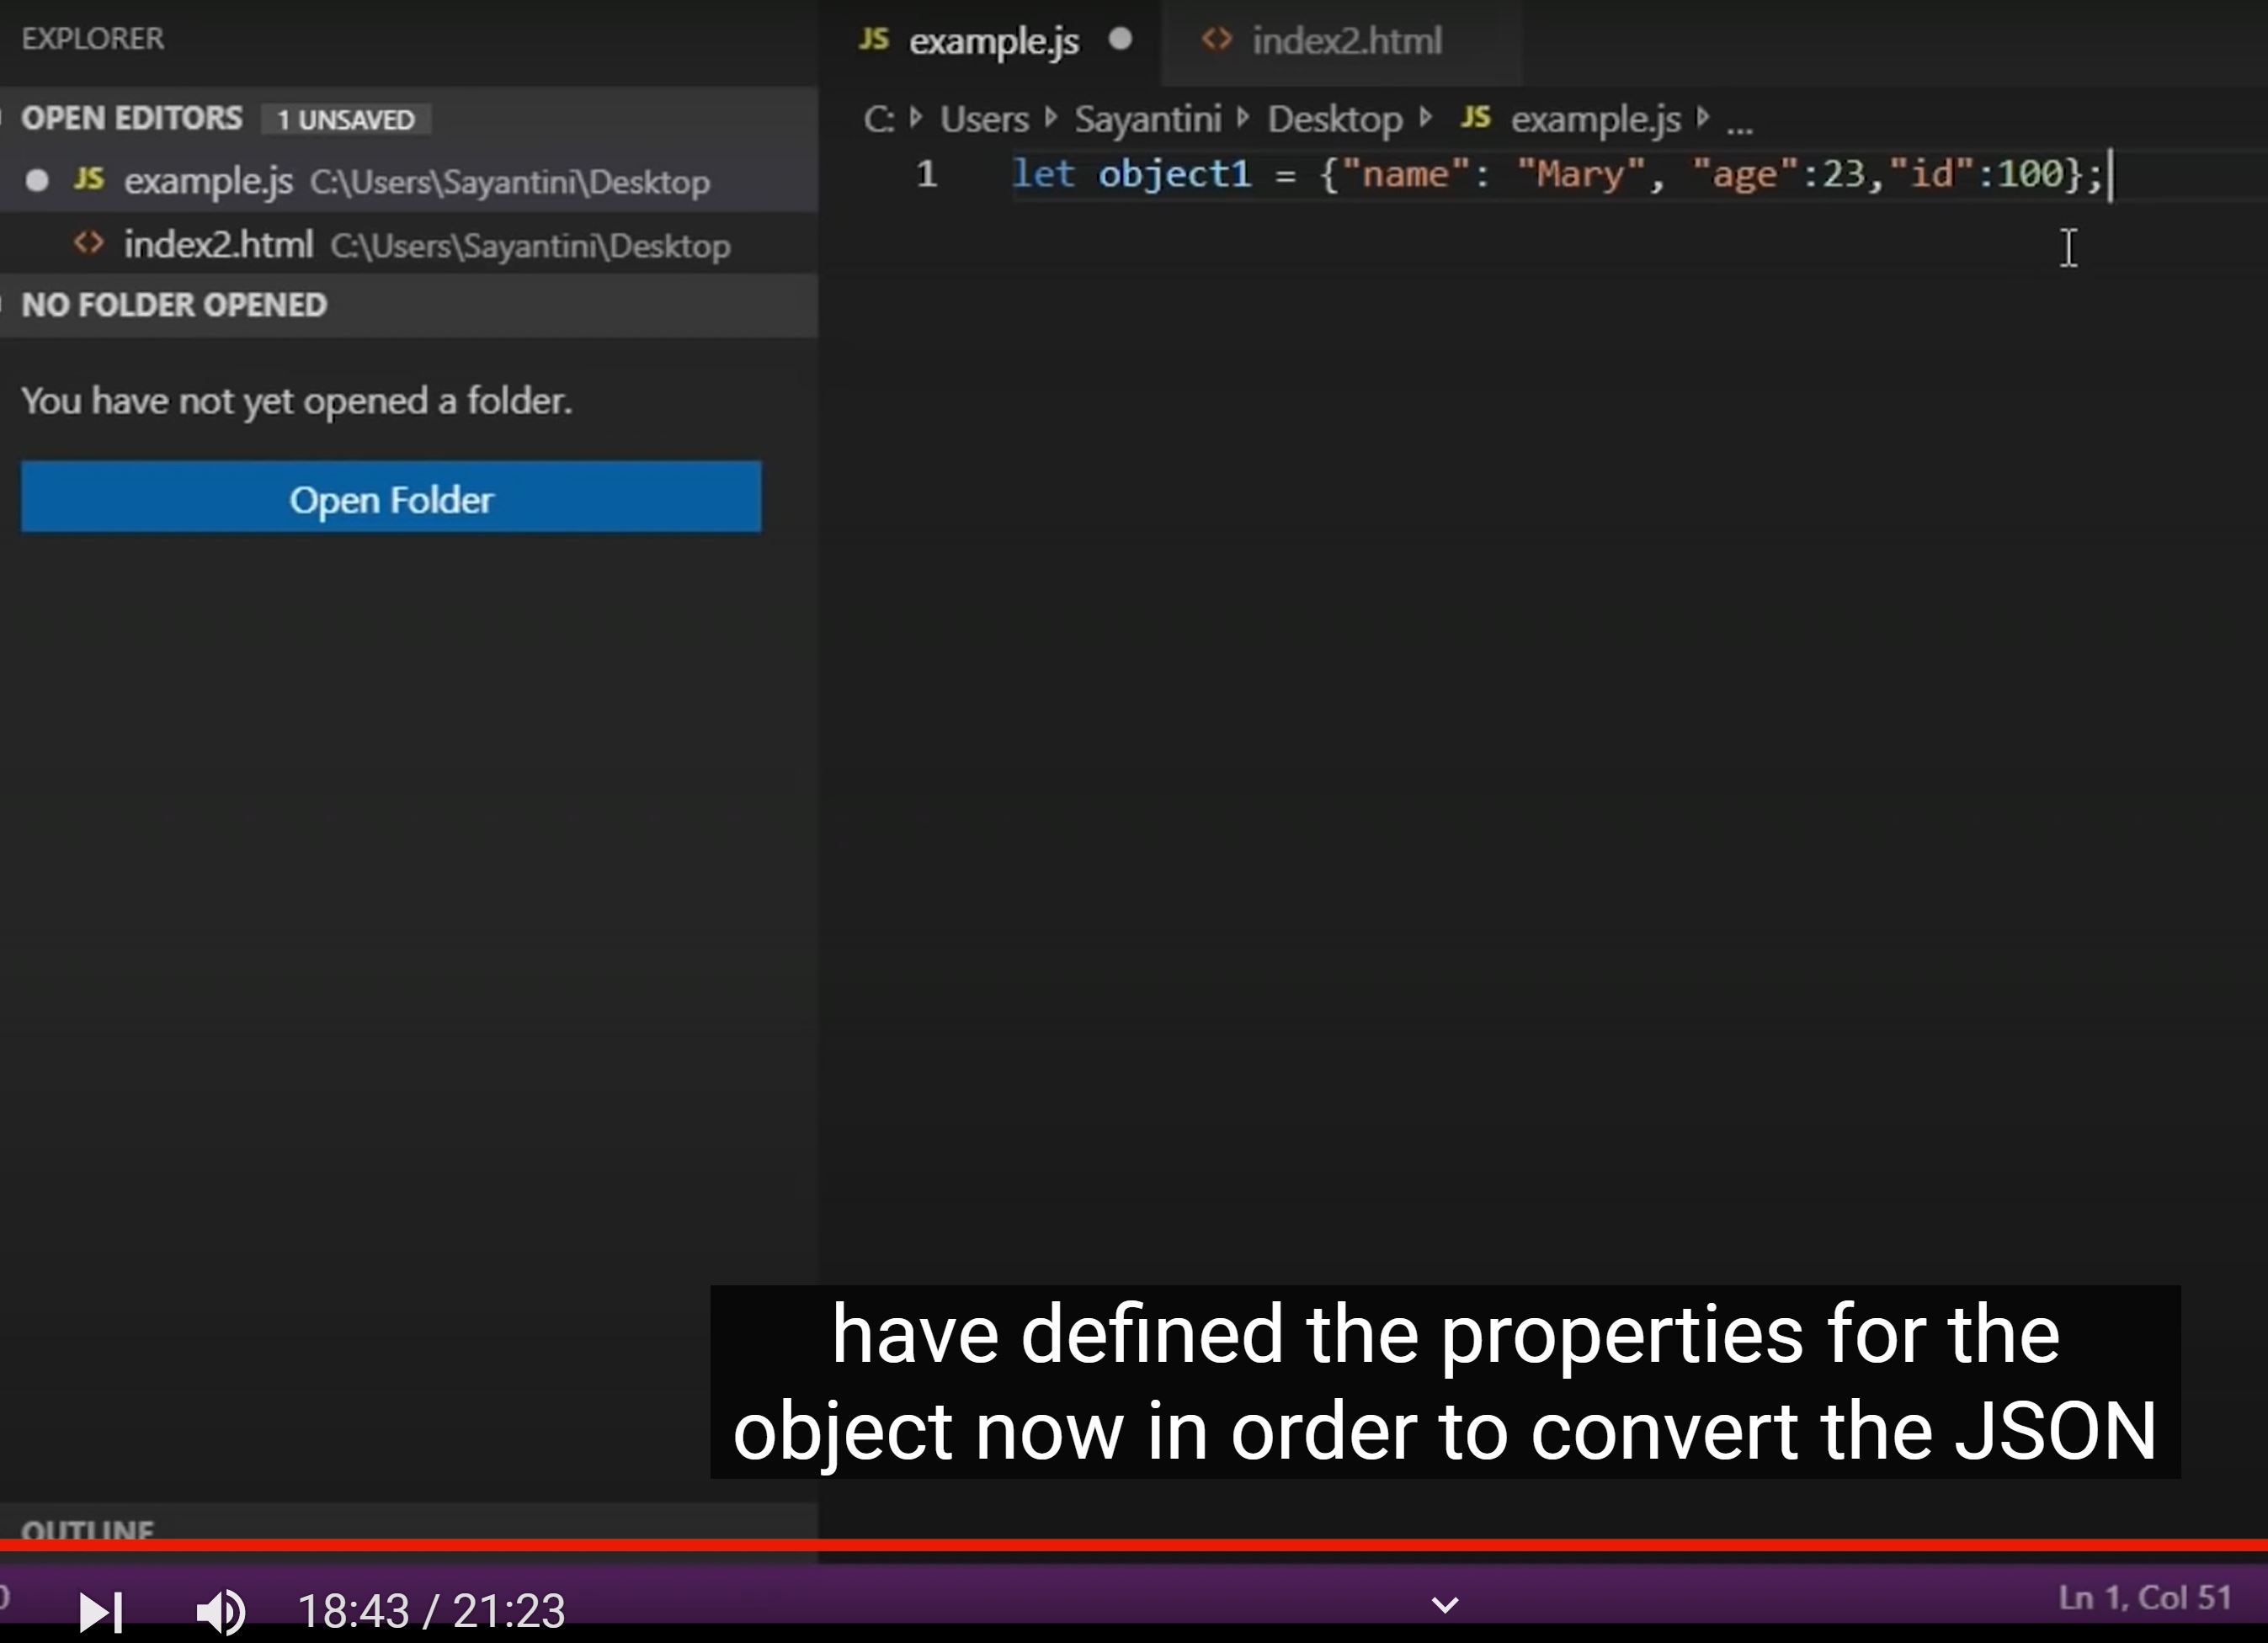 EXPLORER
OPEN EDITORS 1 UNSAVED
JS example.js C:\Users\Sayantini\Desktop
<> index2.html C:\Users\Sayantini\Desktop
NO FOLDER OPENED
You have not yet opened a folder.
Open Folder
OUTLINE
JS example.js
<> index2.html
C: Users Sayantini Desktop JS example.js ...
1 let object1 = {"name": "Mary", "age":23,"id":100};
have defined the properties for the
object now in order to convert the JSON
18:43 / 21:23
Ln 1, Col 51